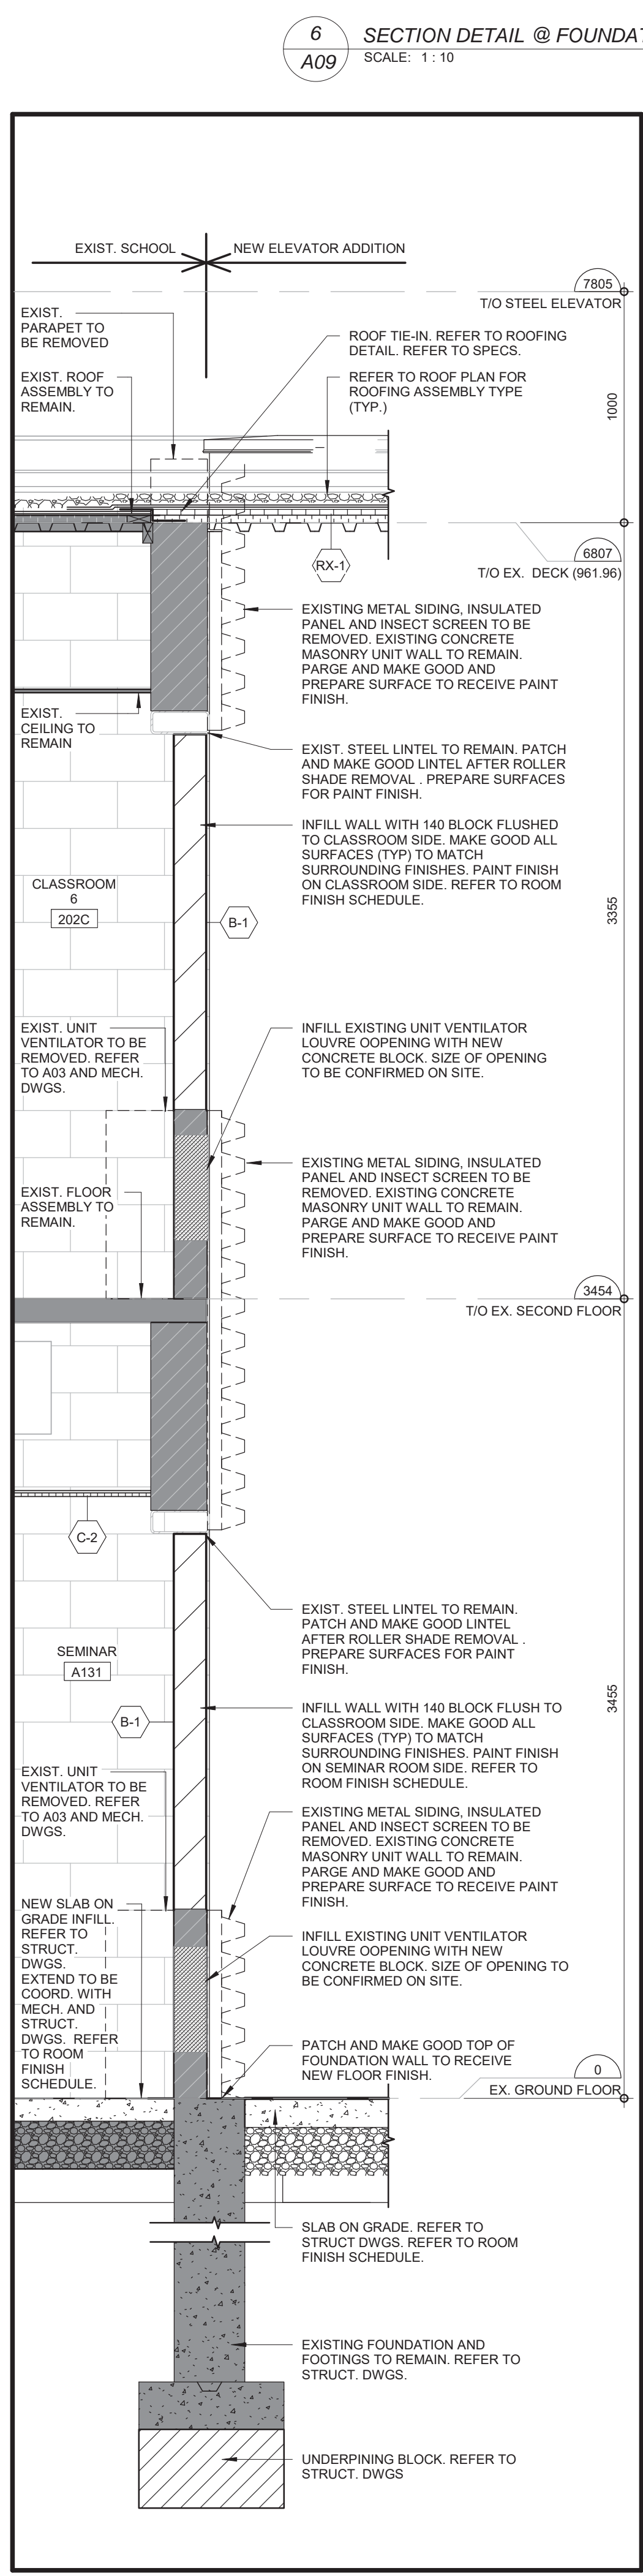 6
A09
SECTION DETAIL @ FOUNDAT
SCALE: 1 : 10
EXIST. SCHOOL
NEW ELEVATOR ADDITION
7805
T/O STEEL ELEVATOR
EXIST.
PARAPET TO
BE REMOVED
ROOF TIE-IN. REFER TO ROOFING
DETAIL. REFER TO SPECS.
EXIST. ROOF
ASSEMBLY TO
REMAIN.
REFER TO ROOF PLAN FOR
ROOFING ASSEMBLY TYPE
(TYP.)
1000
RX-1
6807
T/O EX. DECK (961.96)
EXISTING METAL SIDING, INSULATED
PANEL AND INSECT SCREEN TO BE
REMOVED. EXISTING CONCRETE
MASONRY UNIT WALL TO REMAIN.
PARGE AND MAKE GOOD AND
PREPARE SURFACE TO RECEIVE PAINT
FINISH.
EXIST.
CEILING TO
REMAIN
EXIST. STEEL LINTEL TO REMAIN. PATCH
AND MAKE GOOD LINTEL AFTER ROLLER
SHADE REMOVAL . PREPARE SURFACES
FOR PAINT FINISH.
INFILL WALL WITH 140 BLOCK FLUSHED
TO CLASSROOM SIDE. MAKE GOOD ALL
SURFACES (TYP) TO MATCH
SURROUNDING FINISHES. PAINT FINISH
ON CLASSROOM SIDE. REFER TO ROOM
FINISH SCHEDULE.
CLASSROOM
6
202C
B-1
3355
EXIST. UNIT
VENTILATOR TO BE
REMOVED. REFER
TO A03 AND MECH.
DWGS.
INFILL EXISTING UNIT VENTILATOR
LOUVRE OOPENING WITH NEW
CONCRETE BLOCK. SIZE OF OPENING
TO BE CONFIRMED ON SITE.
EXISTING METAL SIDING, INSULATED
PANEL AND INSECT SCREEN TO BE
REMOVED. EXISTING CONCRETE
MASONRY UNIT WALL TO REMAIN.
PARGE AND MAKE GOOD AND
PREPARE SURFACE TO RECEIVE PAINT
FINISH.
EXIST. FLOOR
ASSEMBLY TO
REMAIN.
3454
T/O EX. SECOND FLOOR
C-2
EXIST. STEEL LINTEL TO REMAIN.
PATCH AND MAKE GOOD LINTEL
AFTER ROLLER SHADE REMOVAL .
PREPARE SURFACES FOR PAINT
FINISH.
SEMINAR
A131
B-1
3455
INFILL WALL WITH 140 BLOCK FLUSH TO
CLASSROOM SIDE. MAKE GOOD ALL
SURFACES (TYP) TO MATCH
SURROUNDING FINISHES. PAINT FINISH
ON SEMINAR ROOM SIDE. REFER TO
ROOM FINISH SCHEDULE.
EXIST. UNIT
VENTILATOR TO BE
REMOVED. REFER
TO A03 AND MECH.
DWGS.
EXISTING METAL SIDING, INSULATED
PANEL AND INSECT SCREEN TO BE
REMOVED. EXISTING CONCRETE
MASONRY UNIT WALL TO REMAIN.
PARGE AND MAKE GOOD AND
PREPARE SURFACE TO RECEIVE PAINT
FINISH.
NEW SLAB ON
GRADE INFILL.
REFER TO
STRUCT.
DWGS.
EXTEND TO BE
COORD. WITH
MECH. AND
STRUCT.
DWGS. REFER
TO ROOM
FINISH
SCHEDULE.
INFILL EXISTING UNIT VENTILATOR
LOUVRE OOPENING WITH NEW
CONCRETE BLOCK. SIZE OF OPENING TO
BE CONFIRMED ON SITE.
PATCH AND MAKE GOOD TOP OF
FOUNDATION WALL TO RECEIVE
NEW FLOOR FINISH.
0
EX. GROUND FLOOR
SLAB ON GRADE. REFER TO
STRUCT DWGS. REFER TO ROOM
FINISH SCHEDULE.
EXISTING FOUNDATION AND
FOOTINGS TO REMAIN. REFER TO
STRUCT. DWGS.
UNDERPINING BLOCK. REFER TO
STRUCT. DWGS